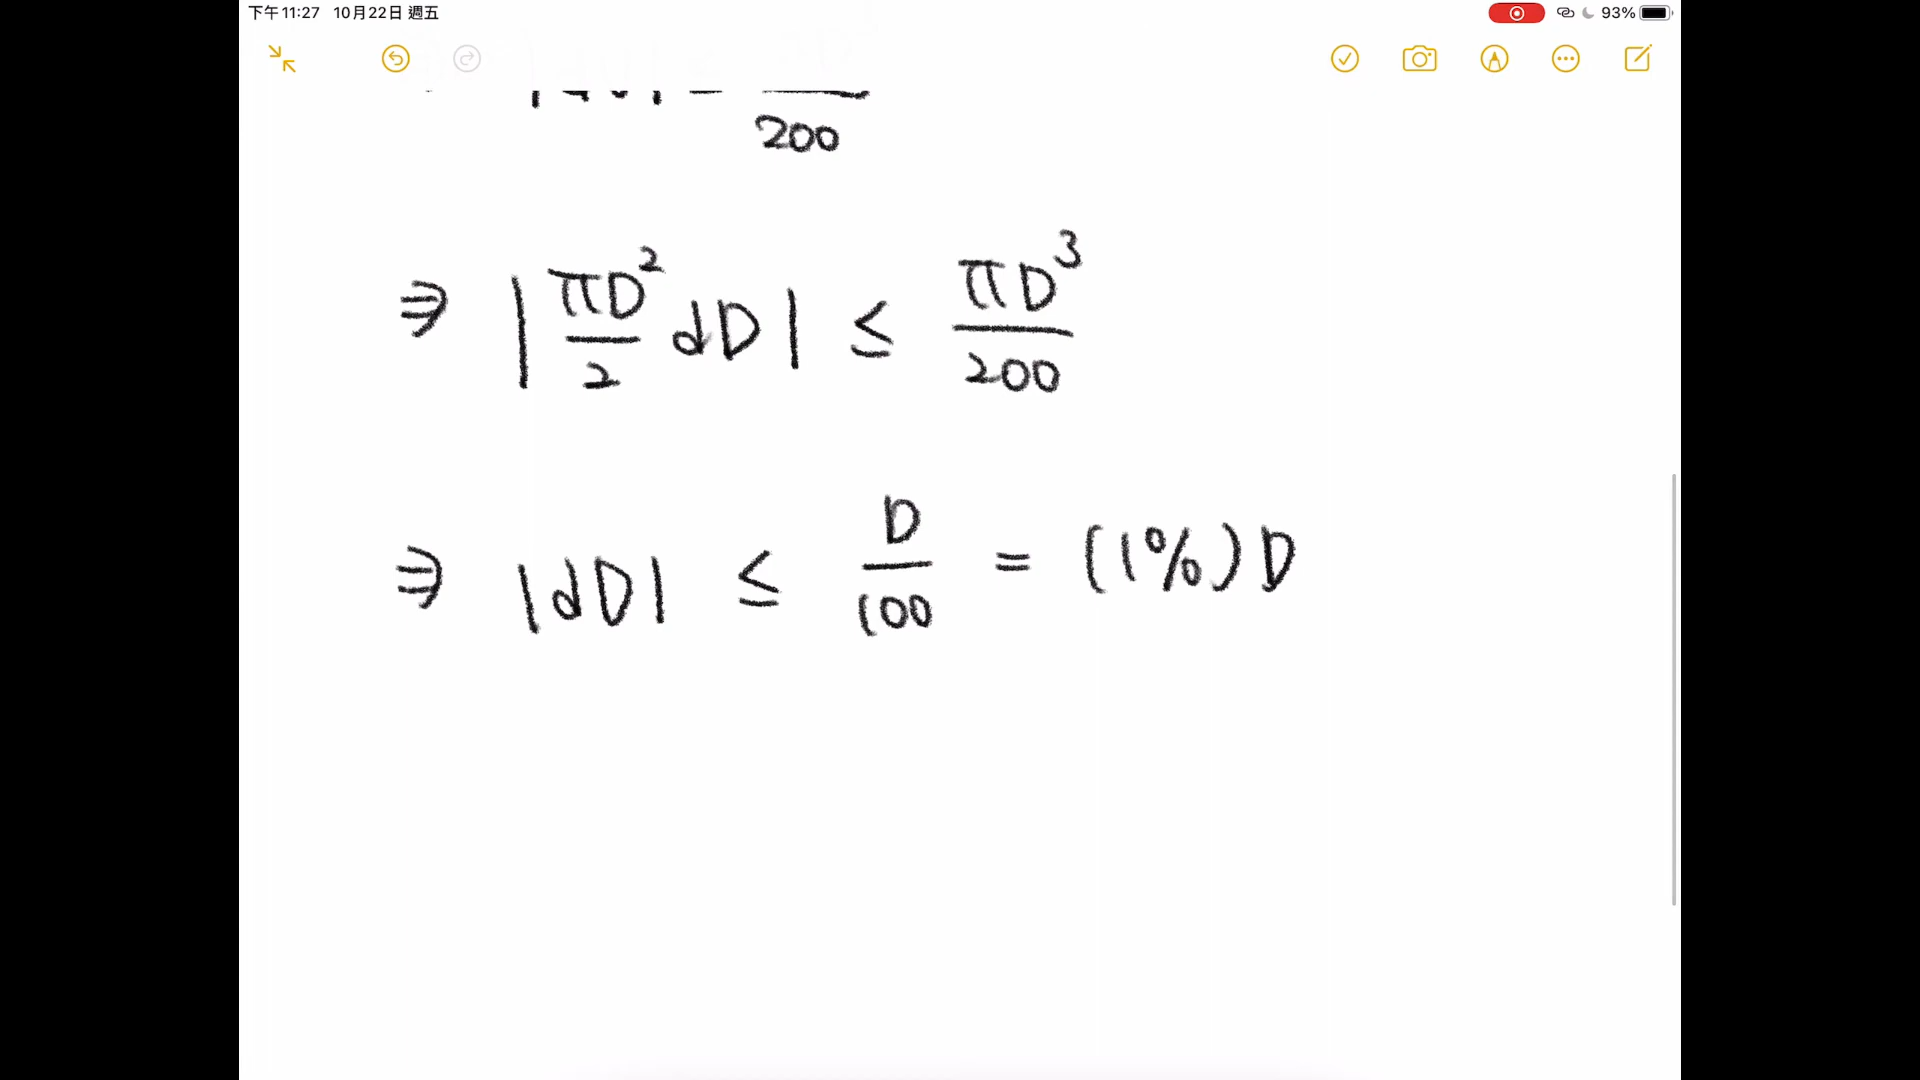 下午11:27 10月22日 週五 93%
200
⇒ |πD²/2 dD| ≤ πD³/200
⇒ |dD| ≤ D/100 = (1%)D